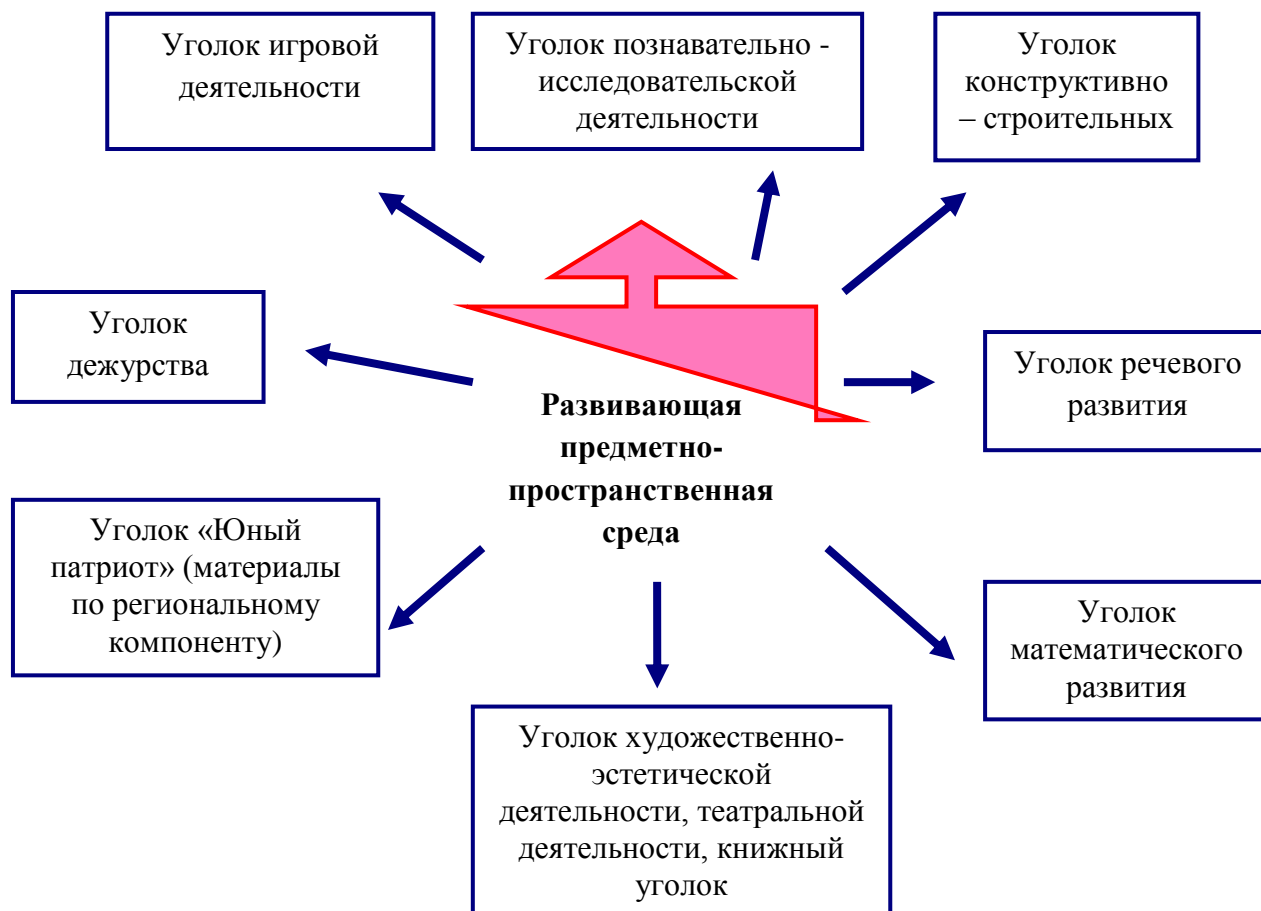 Уголок игровой
деятельности
Уголок познавательно -
исследовательской
деятельности
Уголок
конструктивно
– строительных
Уголок
дежурства
Уголок речевого
развития
Развивающая
предметно-
пространственная
среда
Уголок «Юный
патриот» (материалы
по региональному
компоненту)
Уголок
математического
развития
Уголок художественно-
эстетической
деятельности, театральной
деятельности, книжный
уголок